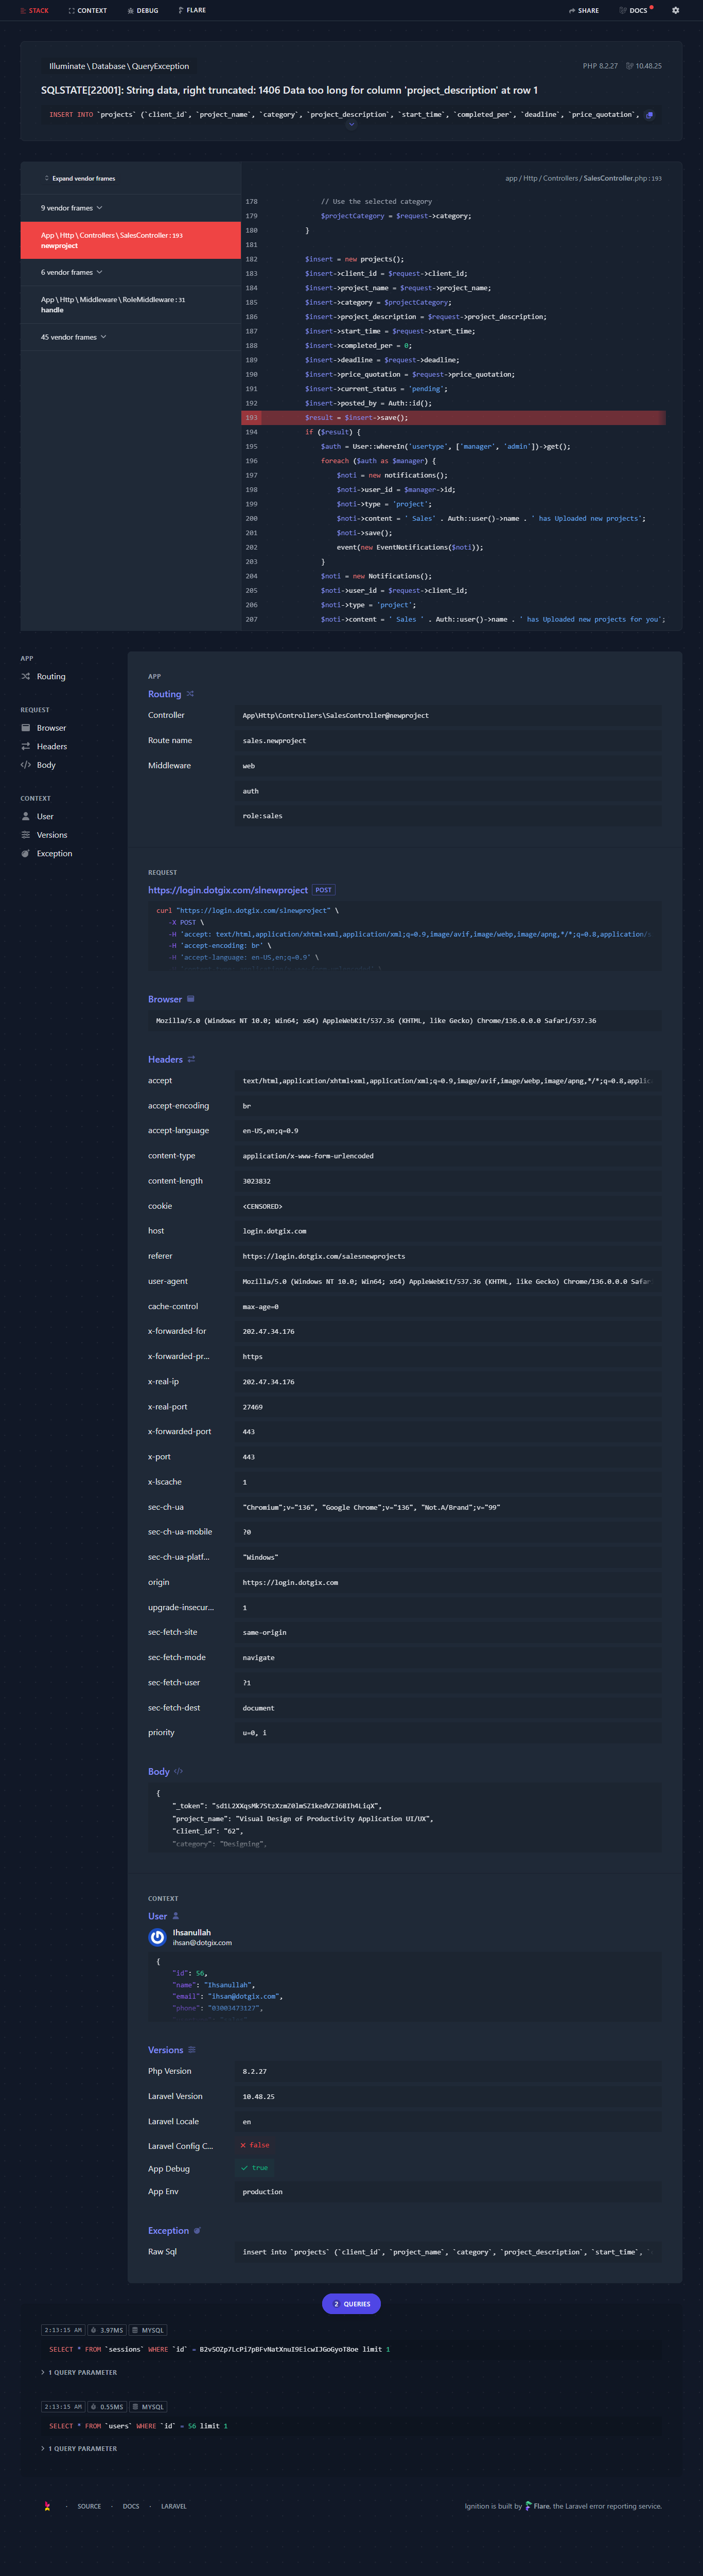 STACK
CONTEXT
DEBUG
FLARE
SHARE
DOCS
Illuminate \ Database \ QueryException
PHP 8.2.27
10.48.25
SQLSTATE[22001]: String data, right truncated: 1406 Data too long for column 'project_description' at row 1
INSERT INTO `projects` (`client_id`, `project_name`, `category`, `project_description`, `start_time`, `completed_per`, `deadline`, `price_quotation`,
Expand vendor frames
app / Http / Controllers / SalesController.php : 193
9 vendor frames
App \ Http \ Controllers \ SalesController : 193
newproject
6 vendor frames
App \ Http \ Middleware \ RoleMiddleware : 31
handle
45 vendor frames
178 // Use the selected category
179 $projectCategory = $request->category;
180 }
181
182 $insert = new projects();
183 $insert->client_id = $request->client_id;
184 $insert->project_name = $request->project_name;
185 $insert->category = $projectCategory;
186 $insert->project_description = $request->project_description;
187 $insert->start_time = $request->start_time;
188 $insert->completed_per = 0;
189 $insert->deadline = $request->deadline;
190 $insert->price_quotation = $request->price_quotation;
191 $insert->current_status = 'pending';
192 $insert->posted_by = Auth::id();
193 $result = $insert->save();
194 if ($result) {
195 $auth = User::whereIn('usertype', ['manager', 'admin'])->get();
196 foreach ($auth as $manager) {
197 $noti = new notifications();
198 $noti->user_id = $manager->id;
199 $noti->type = 'project';
200 $noti->content = ' Sales' . Auth::user()->name . ' has Uploaded new projects';
201 $noti->save();
202 event(new EventNotifications($noti));
203 }
204 $noti = new Notifications();
205 $noti->user_id = $request->client_id;
206 $noti->type = 'project';
207 $noti->content = ' Sales ' . Auth::user()->name . ' has Uploaded new projects for you';
APP
Routing
REQUEST
Browser
Headers
Body
CONTEXT
User
Versions
Exception
APP
Routing
Controller
App\Http\Controllers\SalesController@newproject
Route name
sales.newproject
Middleware
web
auth
role:sales
REQUEST
https://login.dotgix.com/slnewproject POST
curl "https://login.dotgix.com/slnewproject" \
-X POST \
-H 'accept: text/html,application/xhtml+xml,application/xml;q=0.9,image/avif,image/webp,image/apng,*/*;q=0.8,application/s
-H 'accept-encoding: br' \
-H 'accept-language: en-US,en;q=0.9' \
Browser
Mozilla/5.0 (Windows NT 10.0; Win64; x64) AppleWebKit/537.36 (KHTML, like Gecko) Chrome/136.0.0.0 Safari/537.36
Headers
accept
text/html,application/xhtml+xml,application/xml;q=0.9,image/avif,image/webp,image/apng,*/*;q=0.8,applic
accept-encoding
br
accept-language
en-US,en;q=0.9
content-type
application/x-www-form-urlencoded
content-length
3023832
cookie
<CENSORED>
host
login.dotgix.com
referer
https://login.dotgix.com/salesnewprojects
user-agent
Mozilla/5.0 (Windows NT 10.0; Win64; x64) AppleWebKit/537.36 (KHTML, like Gecko) Chrome/136.0.0.0 Safar
cache-control
max-age=0
x-forwarded-for
202.47.34.176
x-forwarded-pr...
https
x-real-ip
202.47.34.176
x-real-port
27469
x-forwarded-port
443
x-port
443
x-lscache
1
sec-ch-ua
"Chromium";v="136", "Google Chrome";v="136", "Not.A/Brand";v="99"
sec-ch-ua-mobile
?0
sec-ch-ua-platf...
"Windows"
origin
https://login.dotgix.com
upgrade-insecur...
1
sec-fetch-site
same-origin
sec-fetch-mode
navigate
sec-fetch-user
?1
sec-fetch-dest
document
priority
u=0, i
Body
{
"_token": "sd1L2XXqsMk7StzXzmZ0lmSZ1kedVZJ6BIh4LiqX",
"project_name": "Visual Design of Productivity Application UI/UX",
"client_id": "62",
"category": "Designing",
CONTEXT
User
Ihsanullah
ihsan@dotgix.com
{
"id": 56,
"name": "Ihsanullah",
"email": "ihsan@dotgix.com",
"phone": "03003473127",
Versions
Php Version
8.2.27
Laravel Version
10.48.25
Laravel Locale
en
Laravel Config C...
false
App Debug
true
App Env
production
Exception
Raw Sql
insert into `projects` (`client_id`, `project_name`, `category`, `project_description`, `start_time`, `
2 QUERIES
2:13:15 AM
3.97MS
MYSQL
SELECT * FROM `sessions` WHERE `id` = B2vSOZp7LcPi7pBFvNatXnuI9EicwIJGoGyoT8oe limit 1
1 QUERY PARAMETER
2:13:15 AM
0.55MS
MYSQL
SELECT * FROM `users` WHERE `id` = 56 limit 1
1 QUERY PARAMETER
SOURCE
DOCS
LARAVEL
Ignition is built by Flare, the Laravel error reporting service.